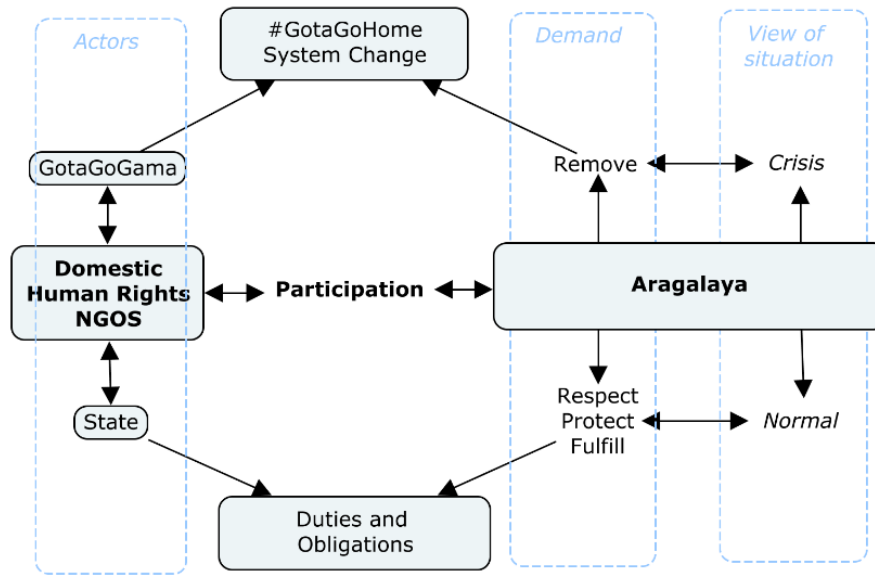 Actors
#GotaGoHome
System Change
Demand
View of
situation
GotaGoGama
Remove
Crisis
Domestic
Human Rights
NGOS
Participation
Aragalaya
State
Respect
Protect
Fulfill
Normal
Duties and
Obligations